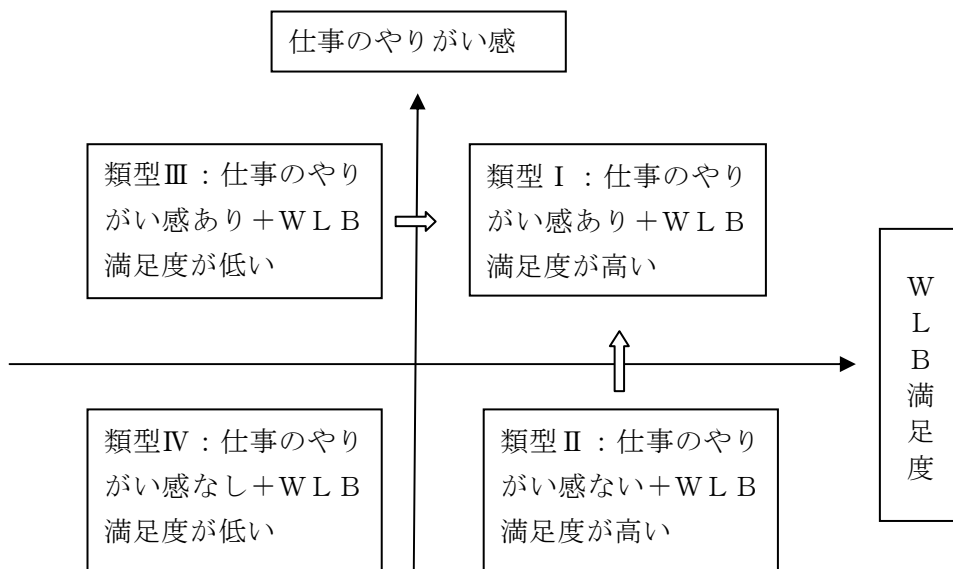 仕事のやりがい感
類型Ⅲ：仕事のやり
がい感あり＋ＷＬＢ
満足度が低い
類型Ⅰ：仕事のやり
がい感あり＋ＷＬＢ
満足度が高い
ＷＬＢ満足度
類型Ⅳ：仕事のやり
がい感なし＋ＷＬＢ
満足度が低い
類型Ⅱ：仕事のやり
がい感ない＋ＷＬＢ
満足度が高い